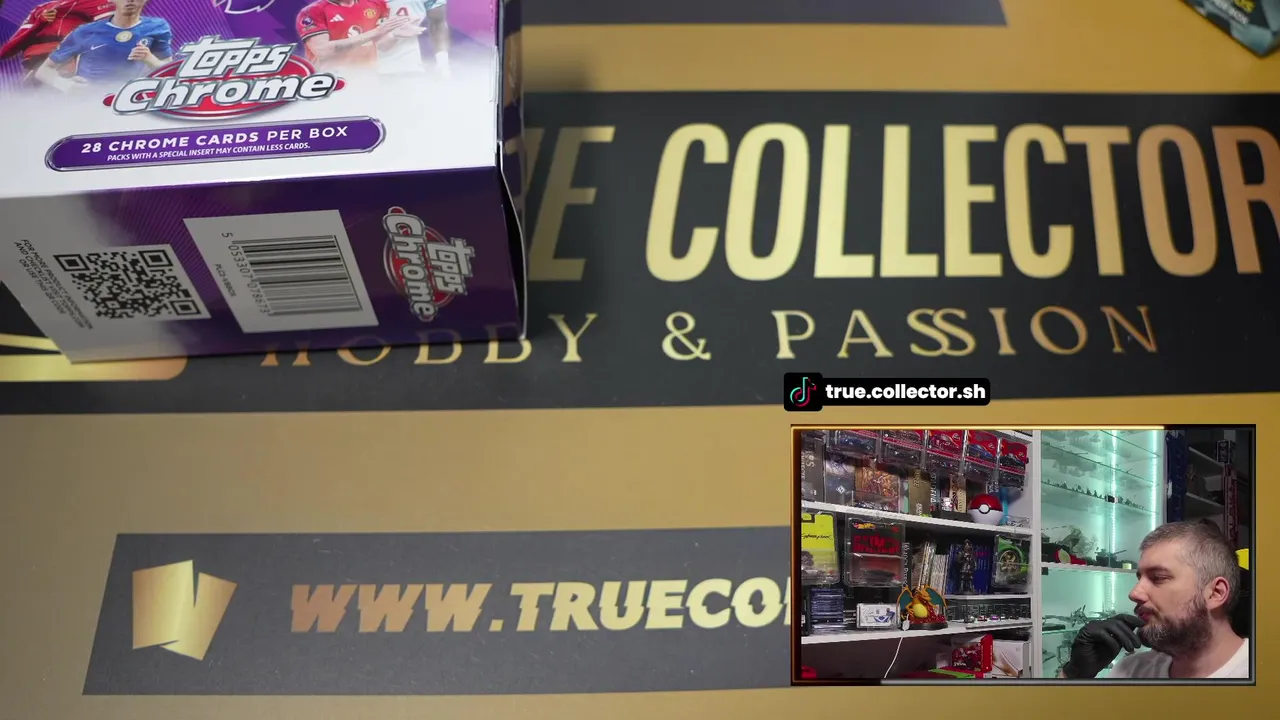 Topps
Chrome
28 CHROME CARDS PER BOX
PACKS WITH A SPECIAL INSERT MAY CONTAIN LESS CARDS.
Topps
Chrome
COLLECTOR
HOBBY & PASSION
true.collector.sh
WWW.TRUECO